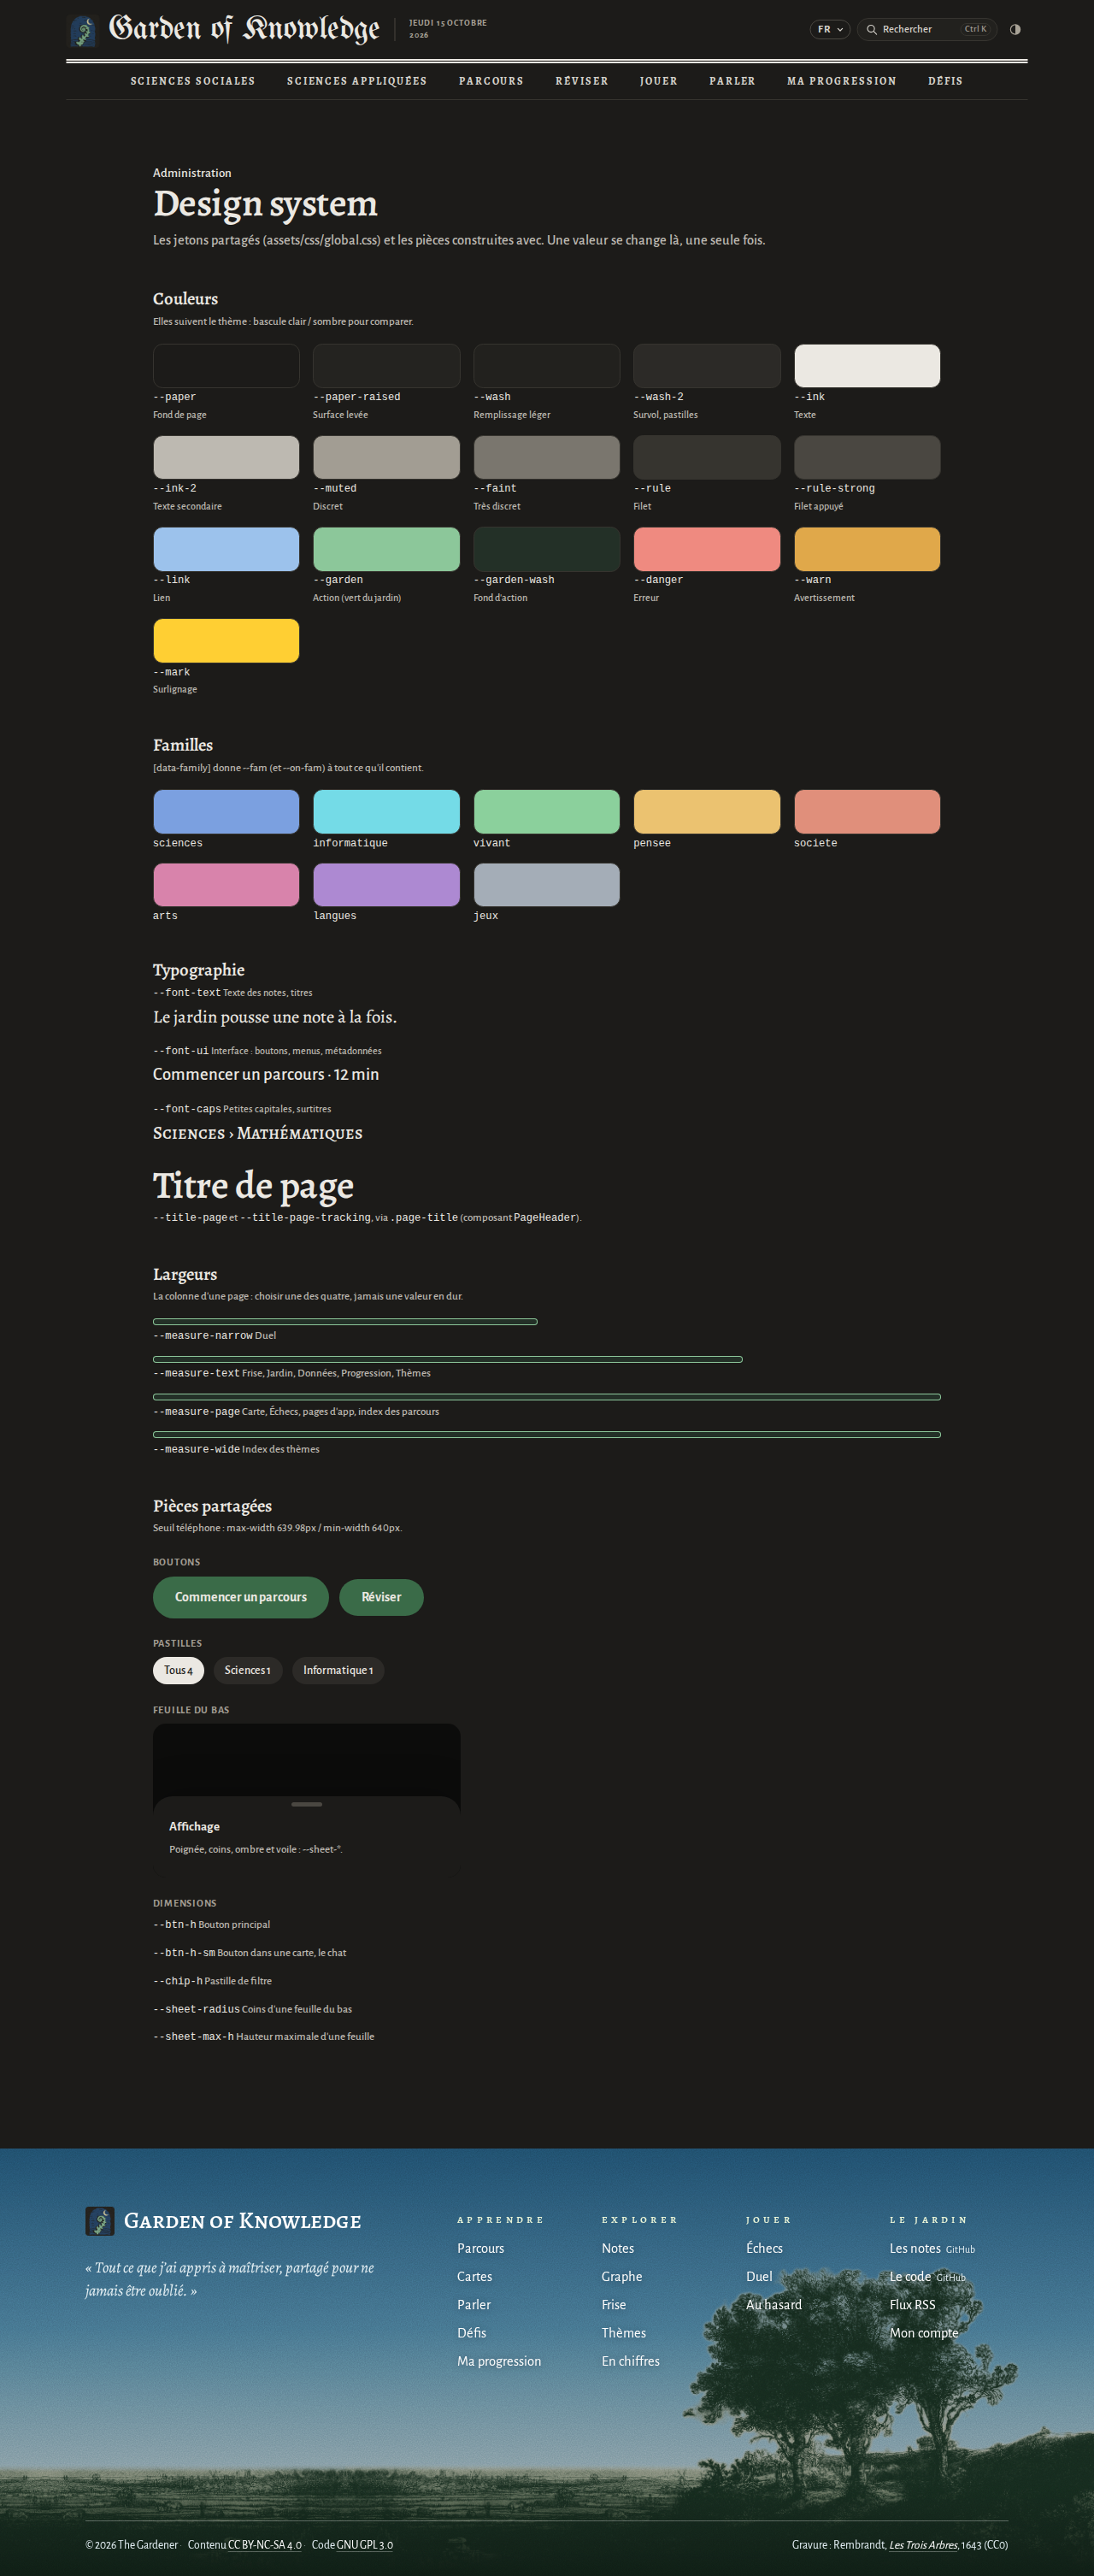 Garden of Knowledge
JEUDI 15 OCTOBRE
2026
FR
Rechercher
Ctrl K
SCIENCES SOCIALES
SCIENCES APPLIQUÉES
PARCOURS
RÉVISER
JOUER
PARLER
MA PROGRESSION
DÉFIS
Administration
Design system
Les jetons partagés (assets/css/global.css) et les pièces construites avec. Une valeur se change là, une seule fois.
Couleurs
Elles suivent le thème : bascule clair / sombre pour comparer.
--paper
Fond de page
--paper-raised
Surface levée
--wash
Remplissage léger
--wash-2
Survol, pastilles
--ink
Texte
--ink-2
Texte secondaire
--muted
Discret
--faint
Très discret
--rule
Filet
--rule-strong
Filet appuyé
--link
Lien
--garden
Action (vert du jardin)
--garden-wash
Fond d'action
--danger
Erreur
--warn
Avertissement
--mark
Surlignage
Familles
[data-family] donne --fam (et --on-fam) à tout ce qu'il contient.
sciences
informatique
vivant
pensee
societe
arts
langues
jeux
Typographie
--font-text Texte des notes, titres
Le jardin pousse une note à la fois.
--font-ui Interface : boutons, menus, métadonnées
Commencer un parcours · 12 min
--font-caps Petites capitales, surtitres
Sciences › Mathématiques
Titre de page
--title-page et --title-page-tracking, via .page-title (composant PageHeader).
Largeurs
La colonne d'une page : choisir une des quatre, jamais une valeur en dur.
--measure-narrow Duel
--measure-text Frise, Jardin, Données, Progression, Thèmes
--measure-page Carte, Échecs, pages d'app, index des parcours
--measure-wide Index des thèmes
Pièces partagées
Seuil téléphone : max-width 639.98px / min-width 640px.
BOUTONS
Commencer un parcours
Réviser
PASTILLES
Tous 4
Sciences 1
Informatique 1
FEUILLE DU BAS
Affichage
Poignée, coins, ombre et voile : --sheet-*.
DIMENSIONS
--btn-h Bouton principal
--btn-h-sm Bouton dans une carte, le chat
--chip-h Pastille de filtre
--sheet-radius Coins d'une feuille du bas
--sheet-max-h Hauteur maximale d'une feuille
Garden of Knowledge
« Tout ce que j'ai appris à maîtriser, partagé pour ne
jamais être oublié. »
APPRENDRE
Parcours
Cartes
Parler
Défis
Ma progression
EXPLORER
Notes
Graphe
Frise
Thèmes
En chiffres
JOUER
Échecs
Duel
Au hasard
LE JARDIN
Les notes GitHub
Le code GitHub
Flux RSS
Mon compte
© 2026 The Gardener · Contenu CC BY-NC-SA 4.0 · Code GNU GPL 3.0
Gravure : Rembrandt, Les Trois Arbres, 1643 (CC0)